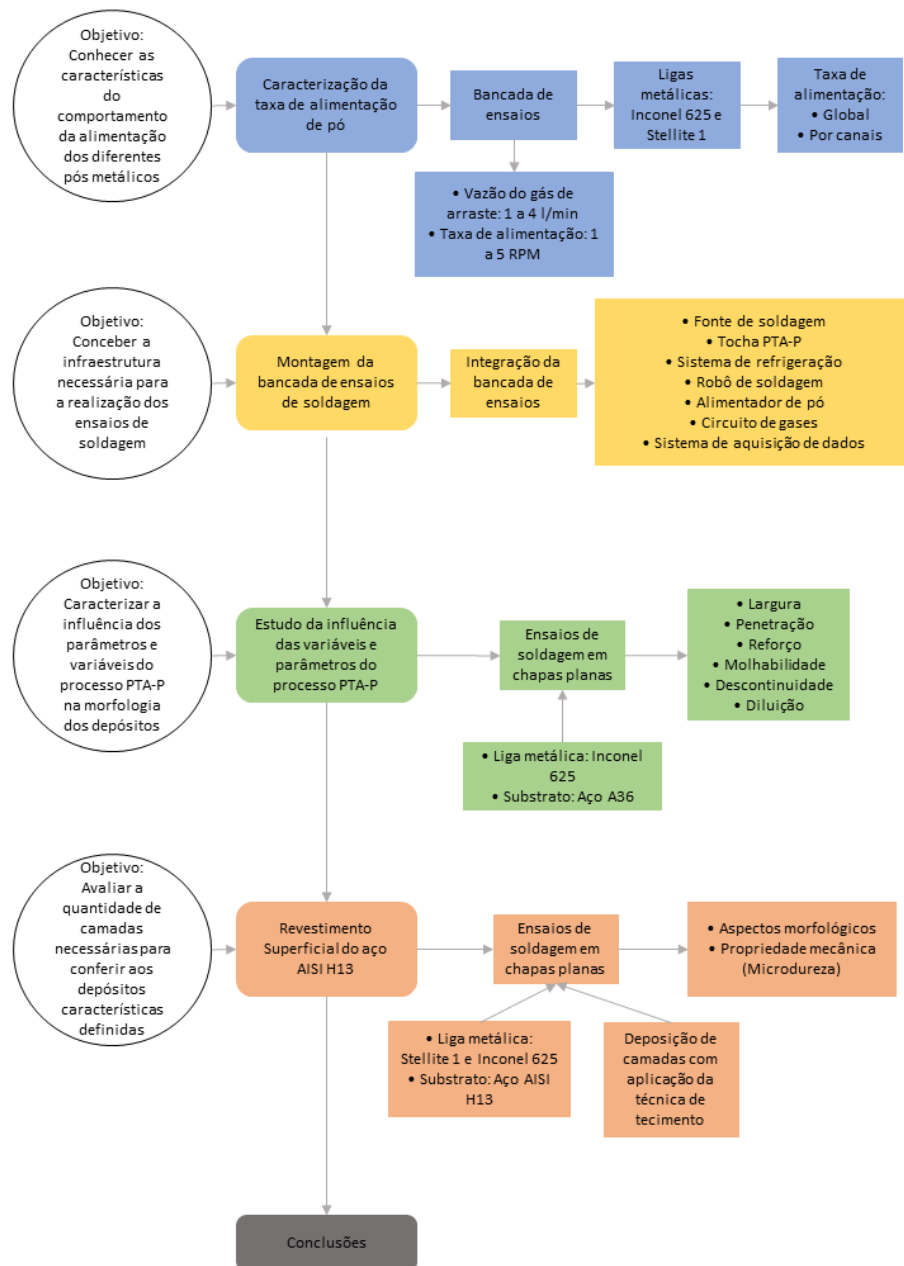 Objetivo:
Conhecer as
características
do
comportamento
da alimentação
dos diferentes
pós metálicos
Caracterização da
taxa de alimentação
de pó
Bancada de
ensaios
Ligas
metálicas:
Inconel 625 e
Stellite 1
Taxa de
alimentação:
• Global
• Por canais
• Vazão do gás de
arraste: 1 a 4 l/min
• Taxa de alimentação: 1
a 5 RPM
Objetivo:
Conceber a
infraestrutura
necessária para
a realização dos
ensaios de
soldagem
Montagem da
bancada de ensaios
de soldagem
Integração da
bancada de
ensaios
• Fonte de soldagem
• Tocha PTA-P
• Sistema de refrigeração
• Robô de soldagem
• Alimentador de pó
• Circuito de gases
• Sistema de aquisição de dados
Objetivo:
Caracterizar a
influência dos
parâmetros e
variáveis do
processo PTA-P
na morfologia
dos depósitos
Estudo da influência
das variáveis e
parâmetros do
processo PTA-P
Ensaios de
soldagem em
chapas planas
• Largura
• Penetração
• Reforço
• Molhabilidade
• Descontinuidade
• Diluição
• Liga metálica: Inconel
625
• Substrato: Aço A36
Objetivo:
Avaliar a
quantidade de
camadas
necessárias para
conferir aos
depósitos
características
definidas
Revestimento
Superficial do aço
AISI H13
Ensaios de
soldagem em
chapas planas
• Aspectos morfológicos
• Propriedade mecânica
(Microdureza)
• Liga metálica:
Stellite 1 e Inconel 625
• Substrato: Aço AISI
H13
Deposição de
camadas com
aplicação da
técnica de
tecimento
Conclusões